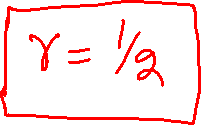 γ = 1/2